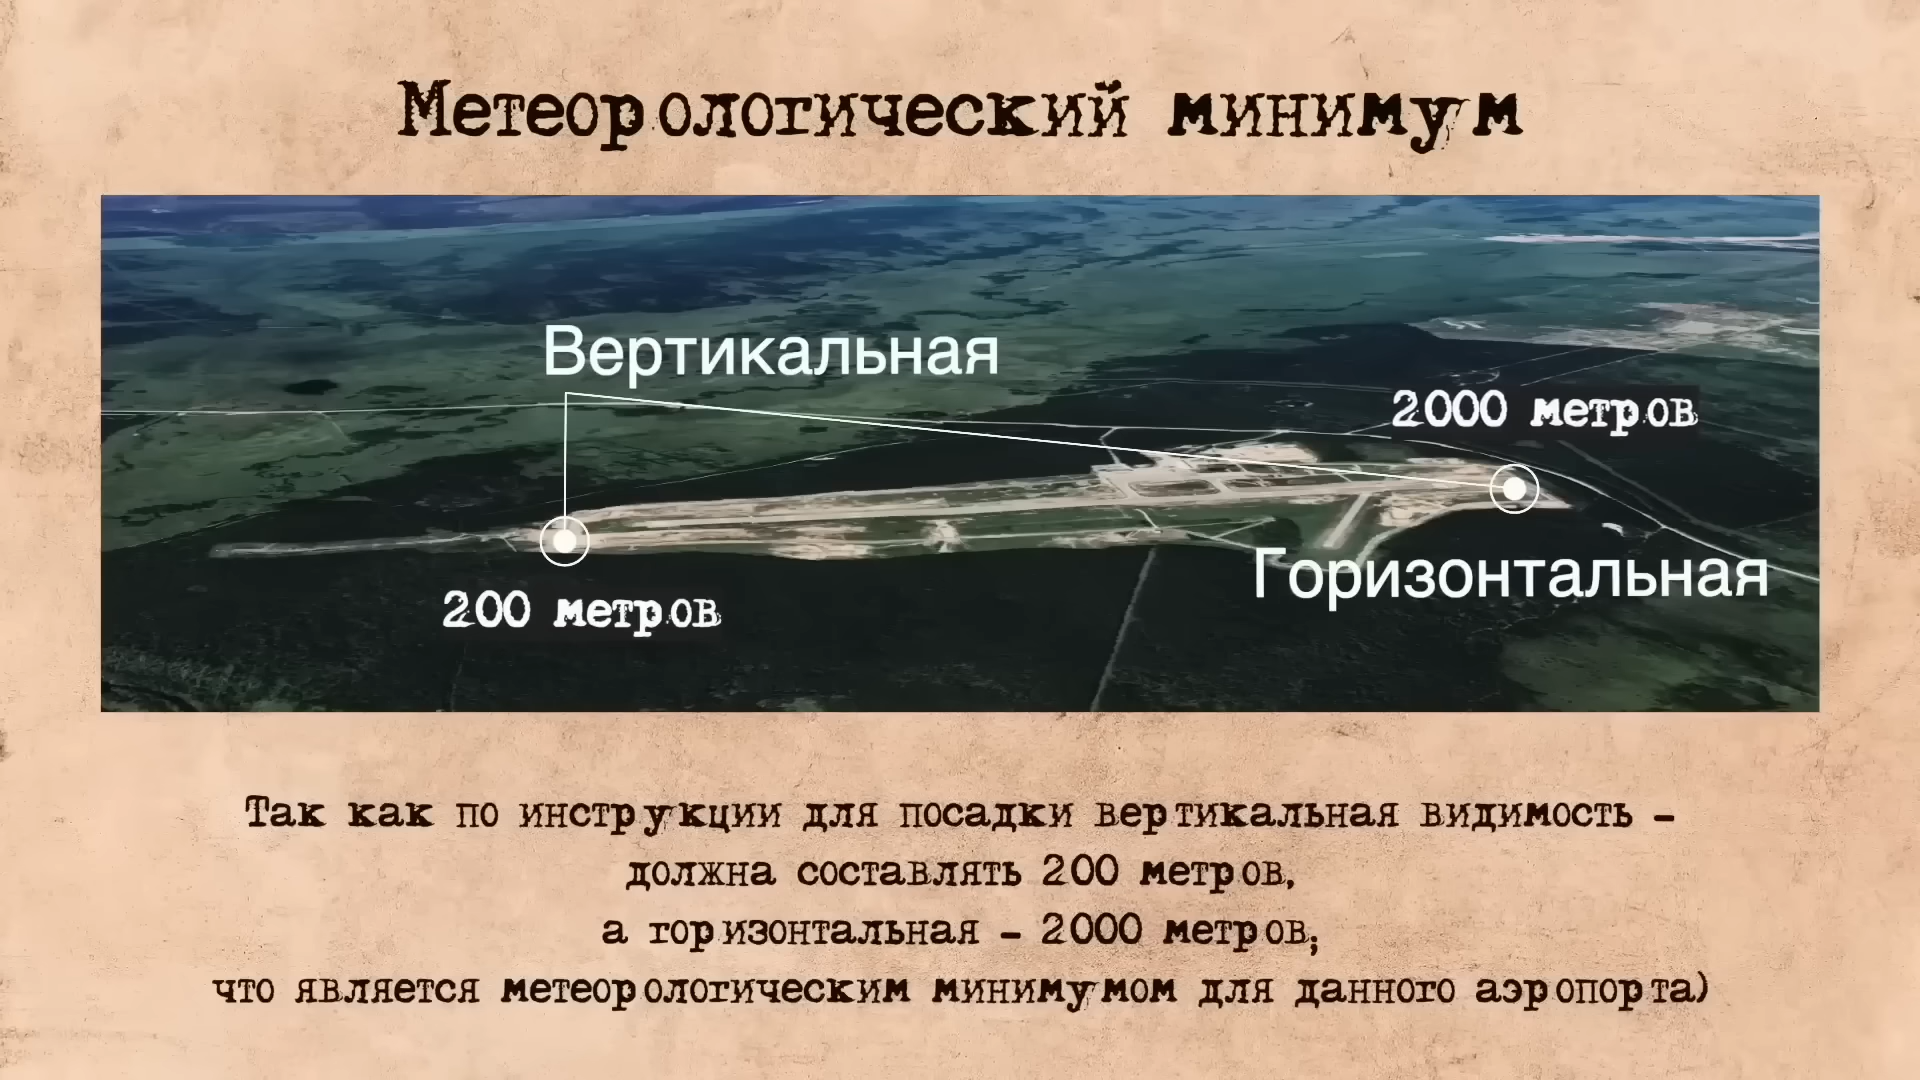 Метеорологический минимум
Вертикальная
2000 метров
200 метров
Горизонтальная
Так как по инструкции для посадки вертикальная видимость -
должна составлять 200 метров,
а горизонтальная - 2000 метров;
что является метеорологическим минимумом для данного аэропорта)